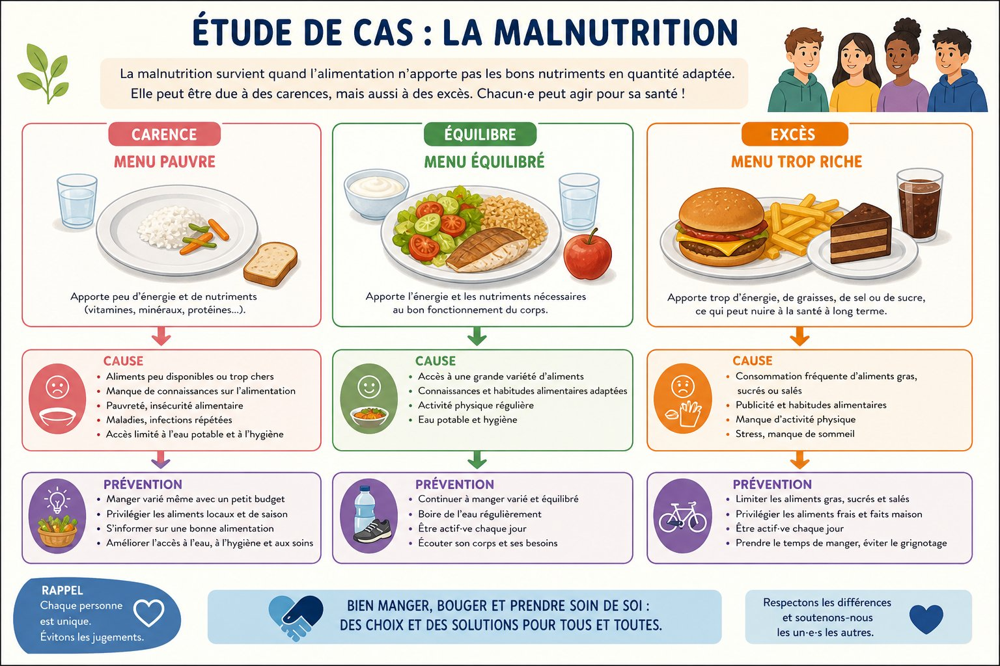 ÉTUDE DE CAS : LA MALNUTRITION
La malnutrition survient quand l'alimentation n'apporte pas les bons nutriments en quantité adaptée.
Elle peut être due à des carences, mais aussi à des excès. Chacun·e peut agir pour sa santé !
CARENCE
MENU PAUVRE
Apporte peu d'énergie et de nutriments
(vitamines, minéraux, protéines...).
CAUSE
• Aliments peu disponibles ou trop chers
• Manque de connaissances sur l'alimentation
• Pauvreté, insécurité alimentaire
• Maladies, infections répétées
• Accès limité à l'eau potable et à l'hygiène
PRÉVENTION
• Manger varié même avec un petit budget
• Privilégier les aliments locaux et de saison
• S'informer sur une bonne alimentation
• Améliorer l'accès à l'eau, à l'hygiène et aux soins
ÉQUILIBRE
MENU ÉQUILIBRÉ
Apporte l'énergie et les nutriments nécessaires
au bon fonctionnement du corps.
CAUSE
• Accès à une grande variété d'aliments
• Connaissances et habitudes alimentaires adaptées
• Activité physique régulière
• Eau potable et hygiène
PRÉVENTION
• Continuer à manger varié et équilibré
• Boire de l'eau régulièrement
• Être actif·ve chaque jour
• Écouter son corps et ses besoins
EXCÈS
MENU TROP RICHE
Apporte trop d'énergie, de graisses, de sel ou de sucre,
ce qui peut nuire à la santé à long terme.
CAUSE
• Consommation fréquente d'aliments gras,
sucrés ou salés
• Publicité et habitudes alimentaires
• Manque d'activité physique
• Stress, manque de sommeil
PRÉVENTION
• Limiter les aliments gras, sucrés et salés
• Privilégier les aliments frais et faits maison
• Être actif·ve chaque jour
• Prendre le temps de manger, éviter le grignotage
RAPPEL
Chaque personne
est unique.
Évitons les jugements.
BIEN MANGER, BOUGER ET PRENDRE SOIN DE SOI :
DES CHOIX ET DES SOLUTIONS POUR TOUS ET TOUTES.
Respectons les différences
et soutenons-nous
les un·e·s les autres.